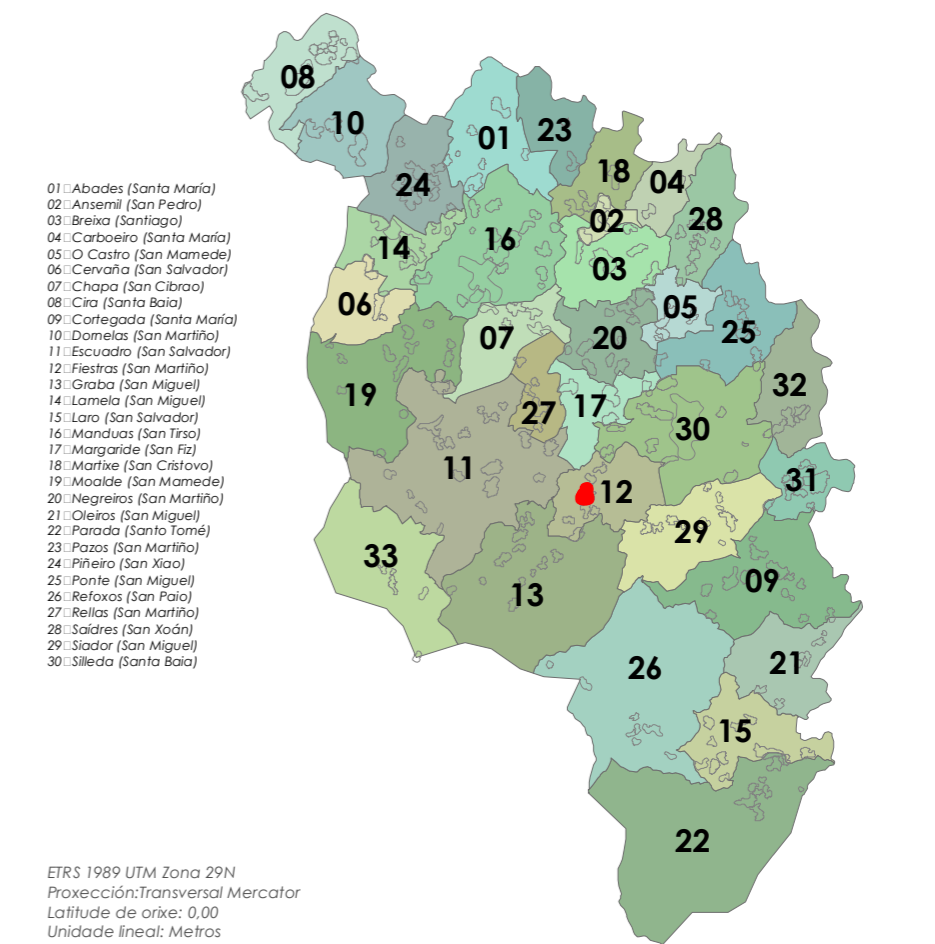 08
10
01
23
18
04
24
02
28
16
14
03
06
05
07
20
25
19
27
17
32
30
11
12
31
29
33
13
09
26
21
15
22
01□Abades (Santa María)
02□Ansemil (San Pedro)
03□Breixa (Santiago)
04□Carboeiro (Santa María)
05□O Castro (San Mamede)
06□Cervaña (San Salvador)
07□Chapa (San Cibrao)
08□Cira (Santa Baia)
09□Cortegada (Santa María)
10□Dornelas (San Martiño)
11□Escuadro (San Salvador)
12□Fiestras (San Martiño)
13□Graba (San Miguel)
14□Lamela (San Miguel)
15□Laro (San Salvador)
16□Manduas (San Tirso)
17□Margaride (San Fiz)
18□Martixe (San Cristovo)
19□Moalde (San Mamede)
20□Negreiros (San Martiño)
21□Oleiros (San Miguel)
22□Parada (Santo Tomé)
23□Pazos (San Martiño)
24□Piñeiro (San Xiao)
25□Ponte (San Miguel)
26□Refoxos (San Paio)
27□Rellas (San Martiño)
28□Saídres (San Xoán)
29□Siador (San Miguel)
30□Silleda (Santa Baia)
ETRS 1989 UTM Zona 29N
Proxección:Transversal Mercator
Latitude de orixe: 0,00
Unidade lineal: Metros